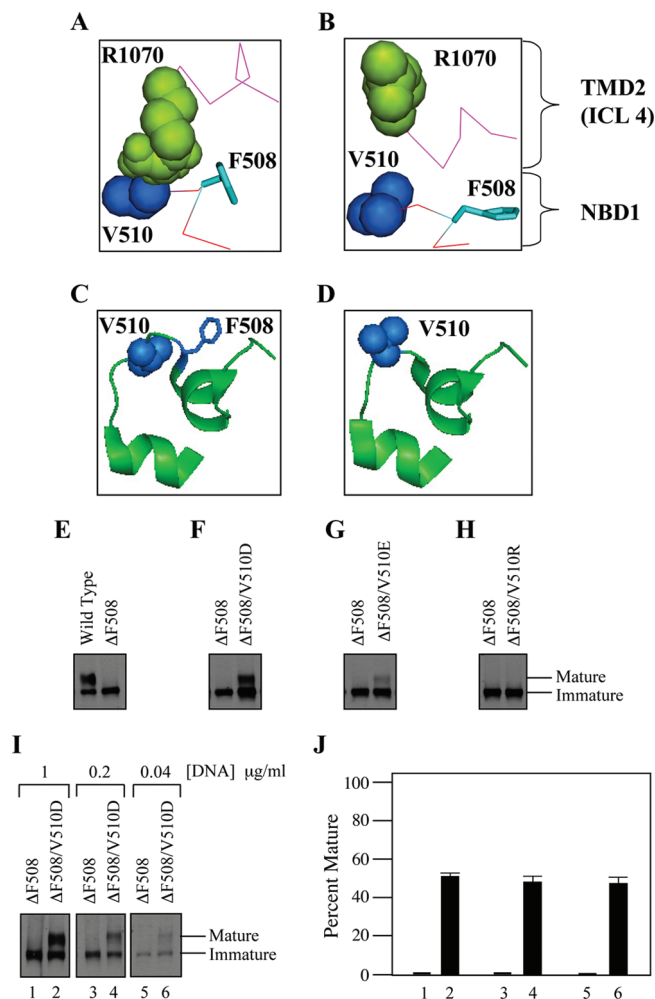 A
R1070
F508
V510
B
R1070
V510
F508
TMD2
(ICL 4)
NBD1
C
V510
F508
D
V510
E
Wild Type
ΔF508
F
ΔF508
ΔF508/V510D
G
ΔF508
ΔF508/V510E
H
ΔF508
ΔF508/V510R
Mature
Immature
I
1
0.2
0.04
[DNA] μg/ml
ΔF508
ΔF508/V510D
ΔF508
ΔF508/V510D
ΔF508
ΔF508/V510D
Mature
Immature
1 2 3 4 5 6
J
Percent Mature
100
80
60
40
20
0
1 2 3 4 5 6